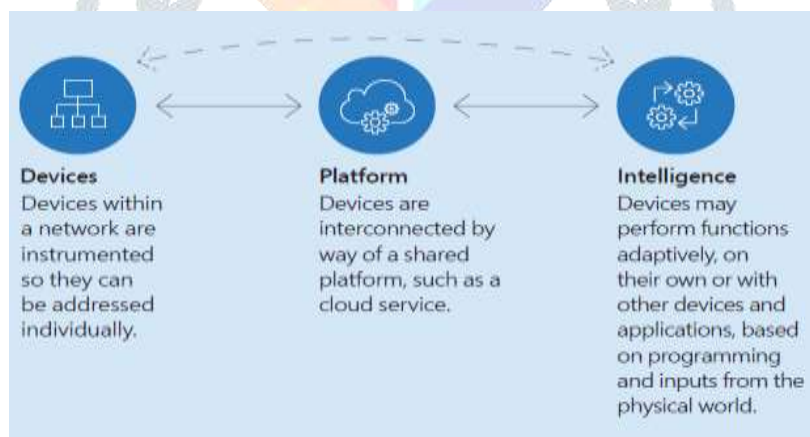 Devices
Devices within
a network are
instrumented
so they can
be addressed
individually.
Platform
Devices are
interconnected by
way of a shared
platform, such as a
cloud service.
Intelligence
Devices may
perform functions
adaptively, on
their own or with
other devices and
applications, based
on programming
and inputs from the
physical world.